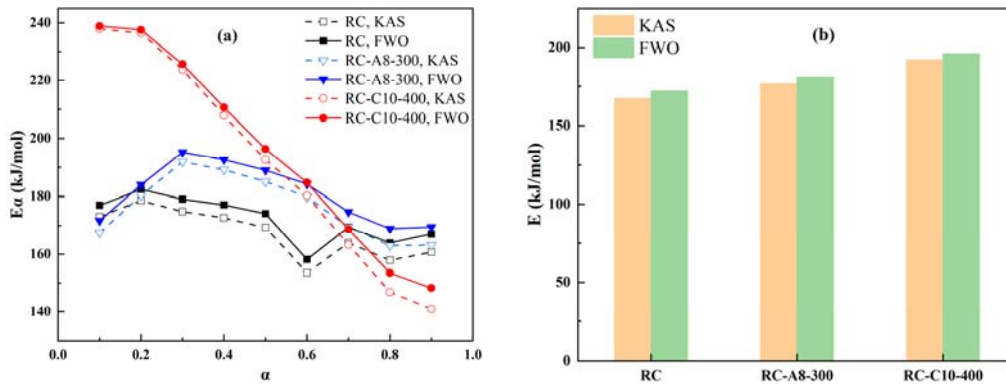 (a)
RC, KAS
RC, FWO
RC-A8-300, KAS
RC-A8-300, FWO
RC-C10-400, KAS
RC-C10-400, FWO
Eα (kJ/mol)
240
220
200
180
160
140
0.0 0.2 0.4 0.6 0.8 1.0
α
(b)
KAS
FWO
E (kJ/mol)
200
150
100
50
0
RC RC-A8-300 RC-C10-400